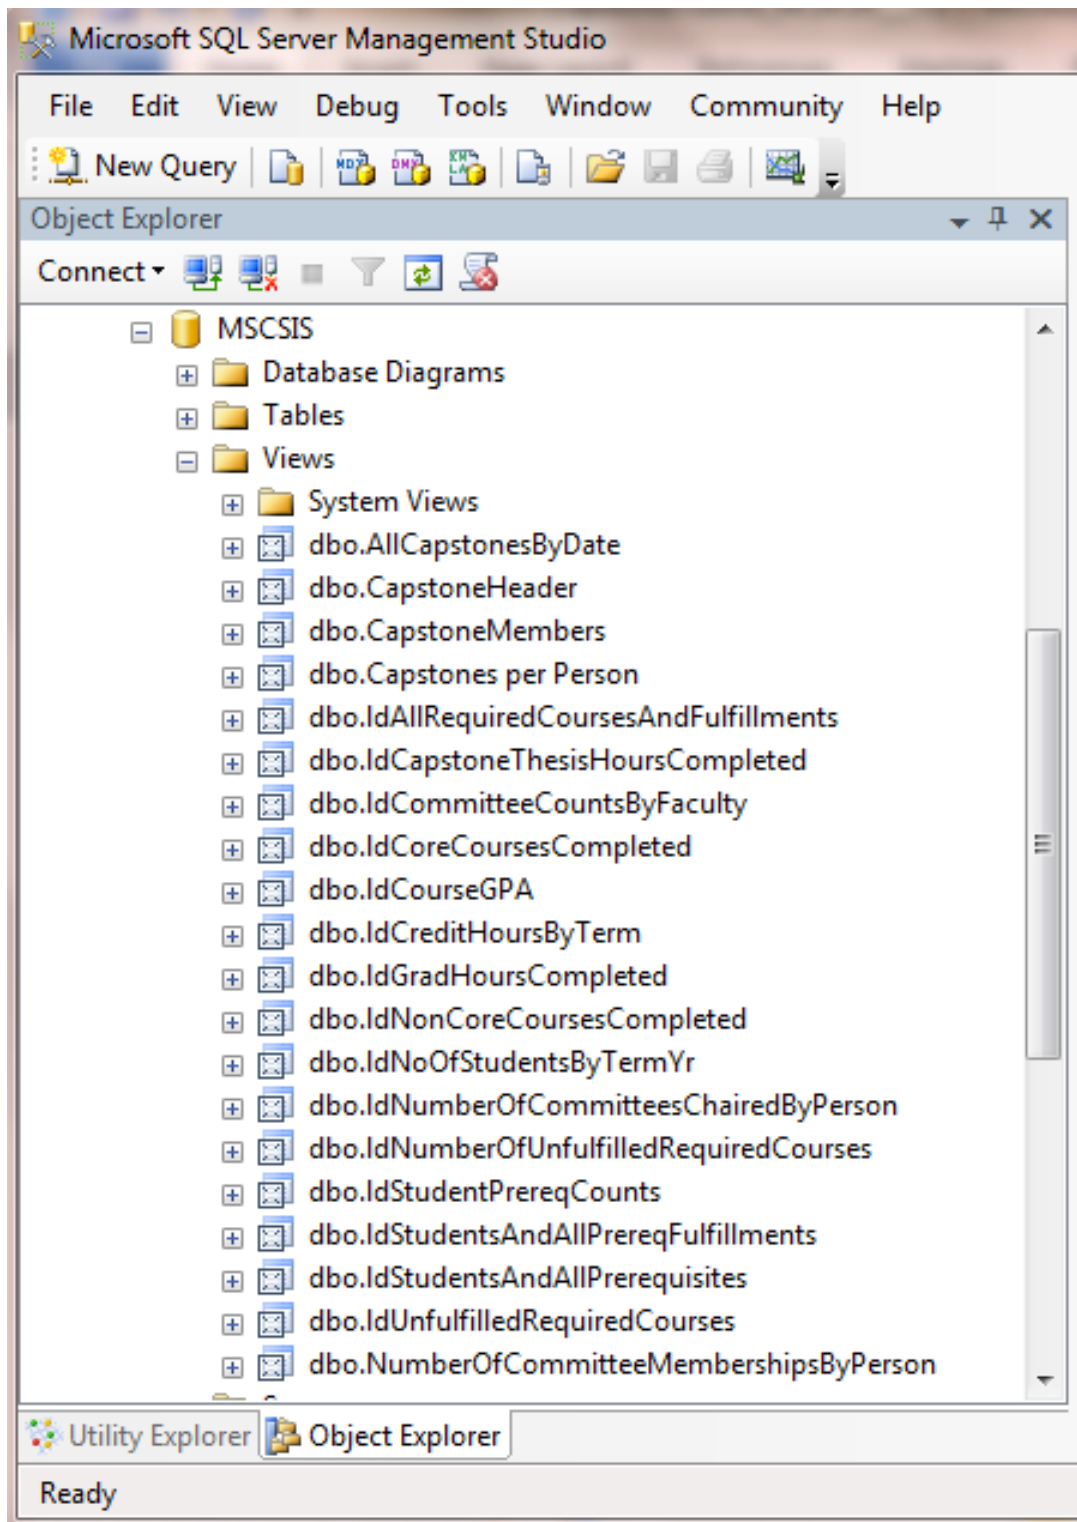 Microsoft SQL Server Management Studio
File Edit View Debug Tools Window Community Help
New Query MDX DMX
Object Explorer
Connect
MSCSIS
Database Diagrams
Tables
Views
System Views
dbo.AllCapstonesByDate
dbo.CapstoneHeader
dbo.CapstoneMembers
dbo.Capstones per Person
dbo.IdAllRequiredCoursesAndFulfillments
dbo.IdCapstoneThesisHoursCompleted
dbo.IdCommitteeCountsByFaculty
dbo.IdCoreCoursesCompleted
dbo.IdCourseGPA
dbo.IdCreditHoursByTerm
dbo.IdGradHoursCompleted
dbo.IdNonCoreCoursesCompleted
dbo.IdNoOfStudentsByTermYr
dbo.IdNumberOfCommitteesChairedByPerson
dbo.IdNumberOfUnfulfilledRequiredCourses
dbo.IdStudentPrereqCounts
dbo.IdStudentsAndAllPrereqFulfillments
dbo.IdStudentsAndAllPrerequisites
dbo.IdUnfulfilledRequiredCourses
dbo.NumberOfCommitteeMembershipsByPerson
Utility Explorer Object Explorer
Ready